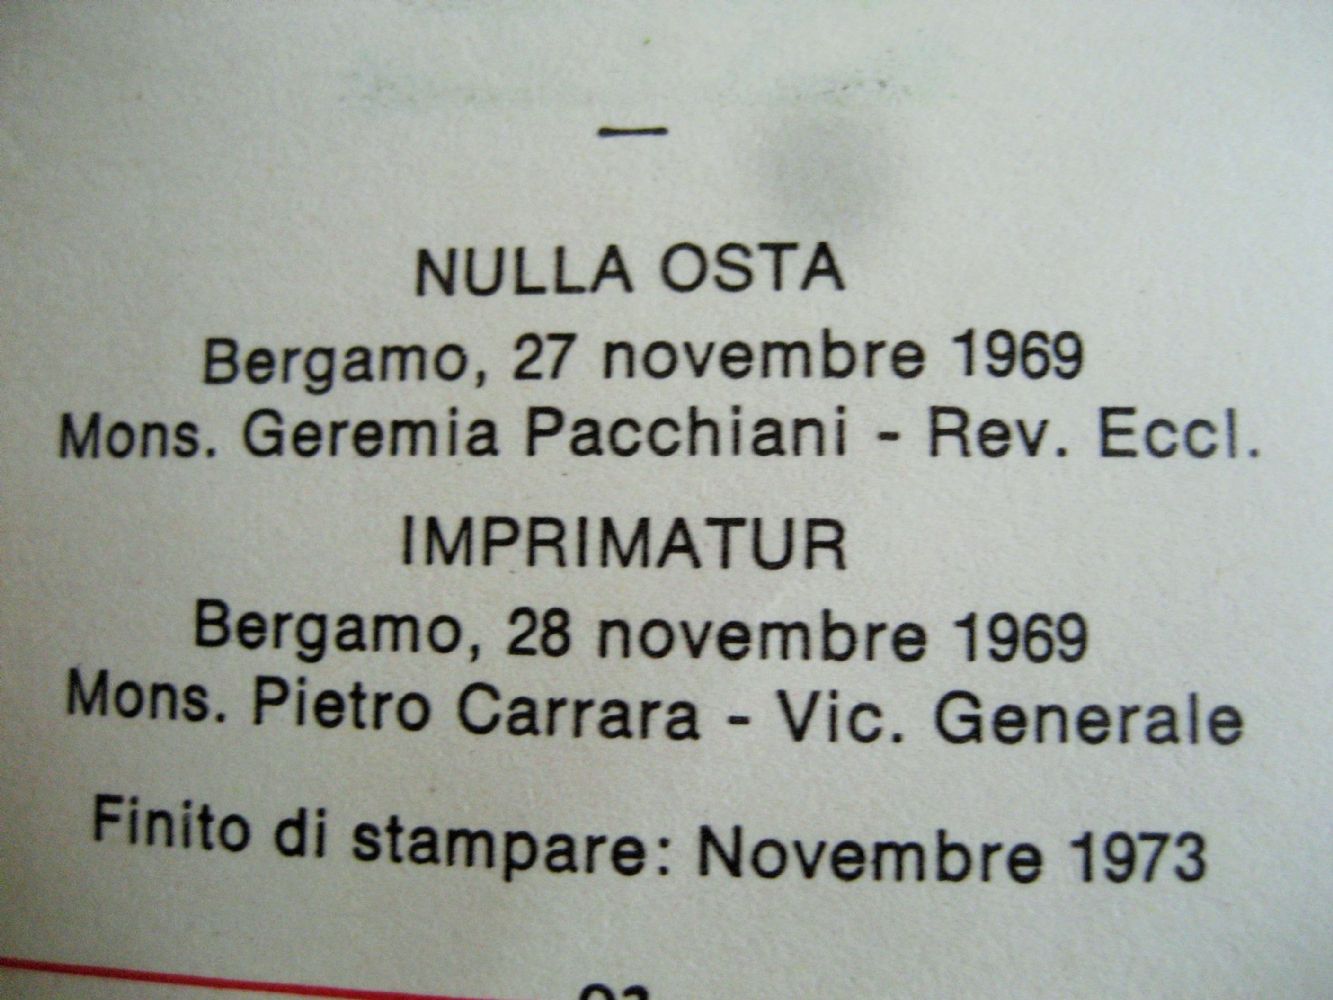 NULLA OSTA
Bergamo, 27 novembre 1969
Mons. Geremia Pacchiani - Rev. Eccl.
IMPRIMATUR
Bergamo, 28 novembre 1969
Mons. Pietro Carrara - Vic. Generale
Finito di stampare: Novembre 1973